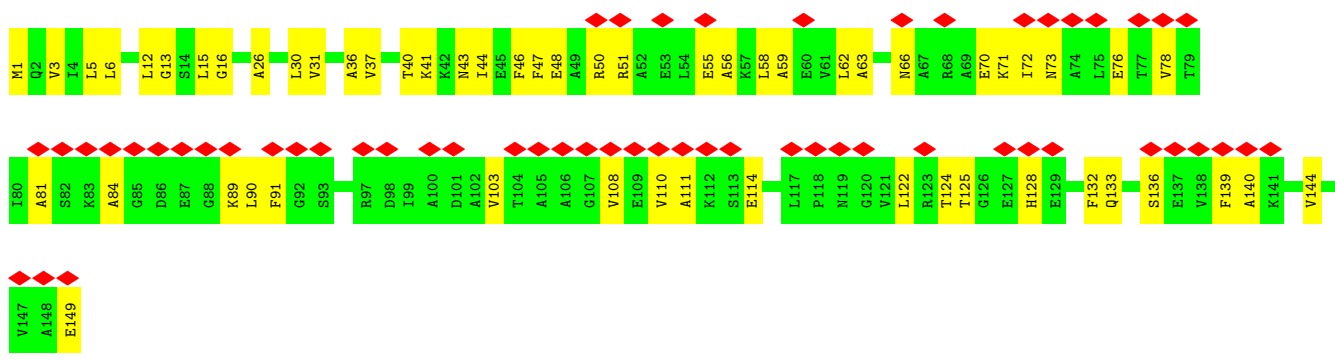 M1 Q2 V3 I4 L5 L6 L12 G13 S14 L15 G16 A26 L30 V31 A36 V37 T40 K41 K42 N43 I44 E45 F46 F47 E48 A49 R50 R51 A52 E53 L54 E55 A56 K57 L58 A59 E60 V61 L62 A63 N66 A67 R68 A69 E70 K71 I72 N73 A74 L75 E76 T77 V78 T79
I80 A81 S82 K83 A84 G85 D86 E87 G88 K89 L90 F91 G92 S93 R97 D98 I99 A100 D101 A102 V103 T104 A105 A106 G107 V108 E109 V110 A111 K112 S113 E114 L117 P118 N119 G120 V121 L122 R123 T124 T125 G126 E127 H128 E129 F132 Q133 S136 E137 V138 F139 A140 K141 V144
V147 A148 E149